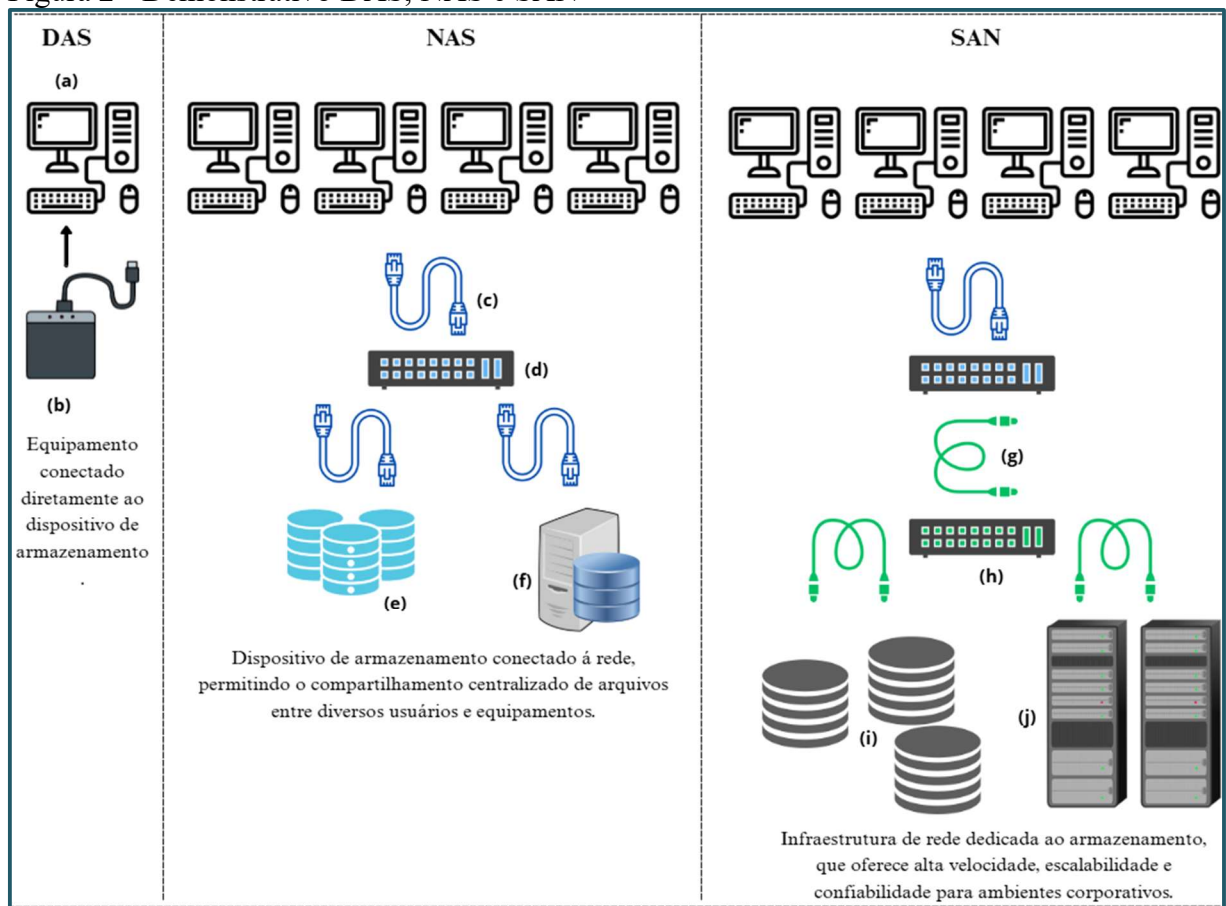 DAS
(a)
(b)
Equipamento
conectado
diretamente ao
dispositivo de
armazenamento
.
NAS
(c)
(d)
(e)
(f)
Dispositivo de armazenamento conectado á rede,
permitindo o compartilhamento centralizado de arquivos
entre diversos usuários e equipamentos.
SAN
(g)
(h)
(i)
(j)
Infraestrutura de rede dedicada ao armazenamento,
que oferece alta velocidade, escalabilidade e
confiabilidade para ambientes corporativos.